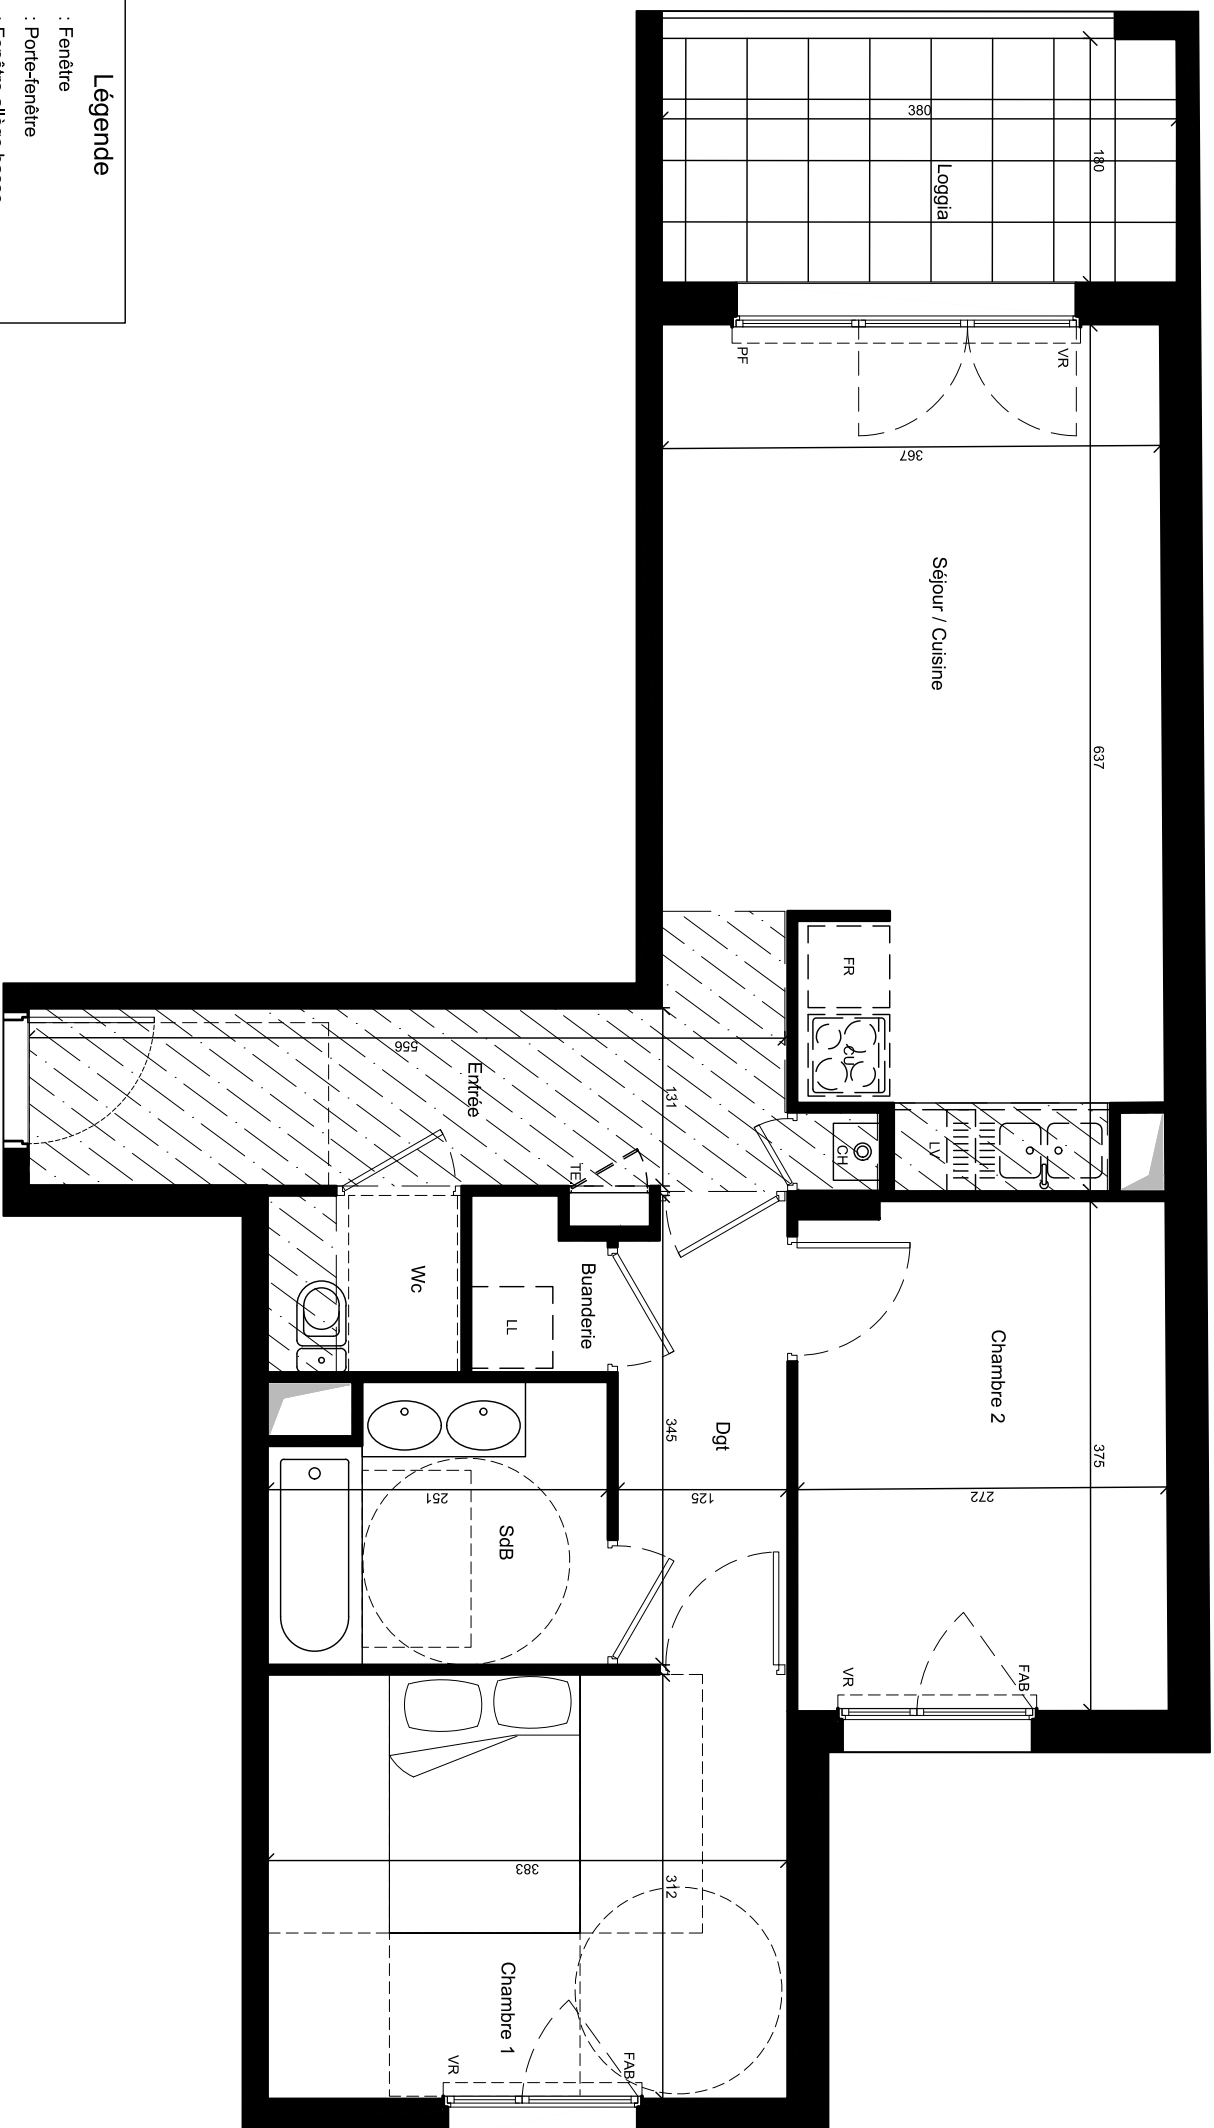 Légende
: Fenêtre
: Porte-fenêtre
380
180
Loggia
PF
VR
367
Séjour / Cuisine
637
FR
CU
556
Entrée
131
CH
LV
TE
Wc
Buanderie
LL
Chambre 2
Dgt
345
375
251
125
272
SdB
VR
FAB
383
312
Chambre 1
VR
FAB